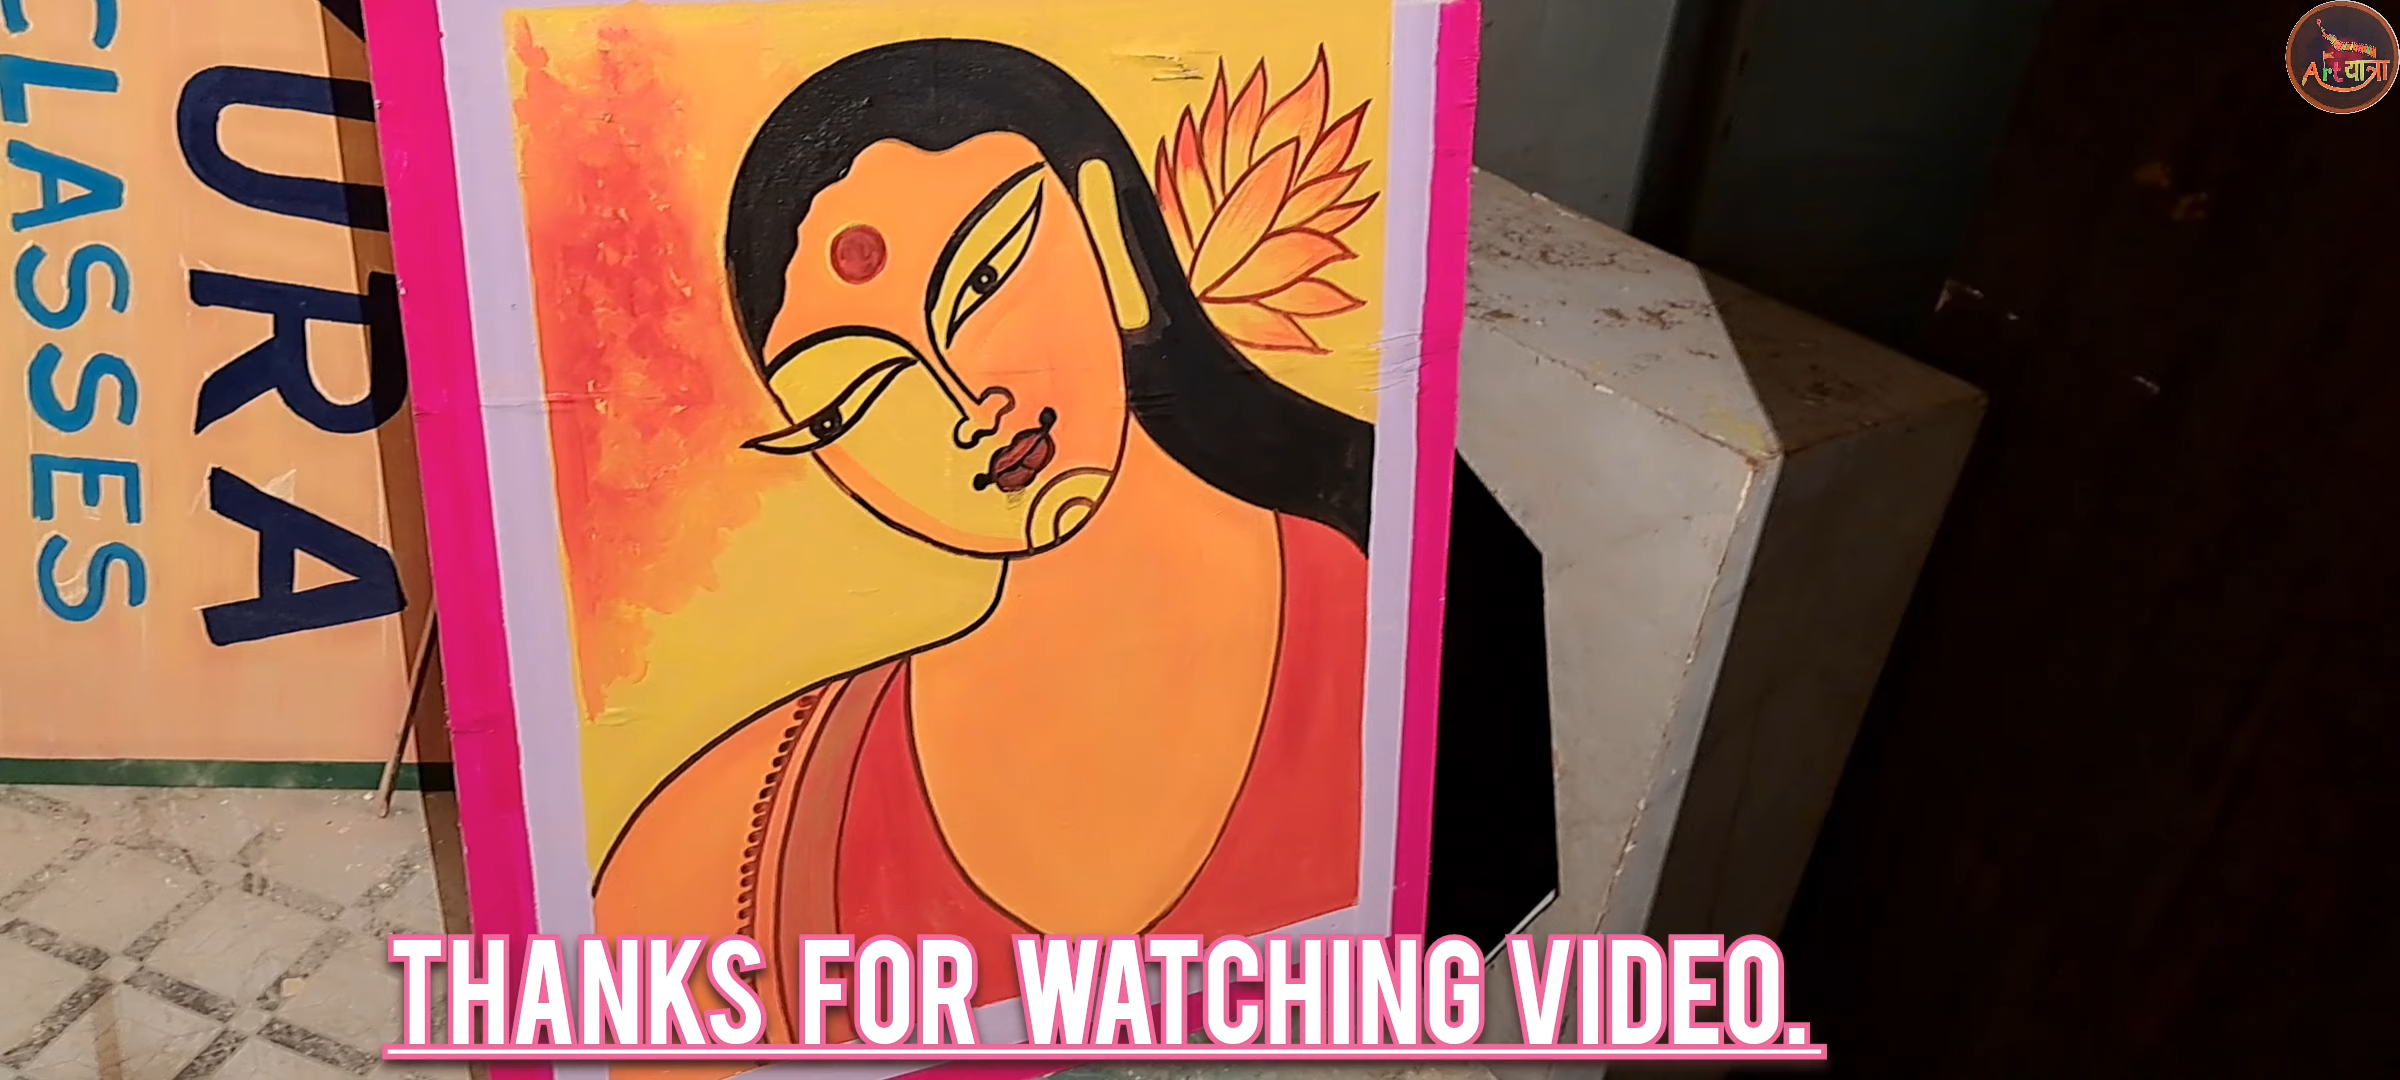 CLASSES
URA
Artयात्रा
THANKS FOR WATCHING VIDEO.